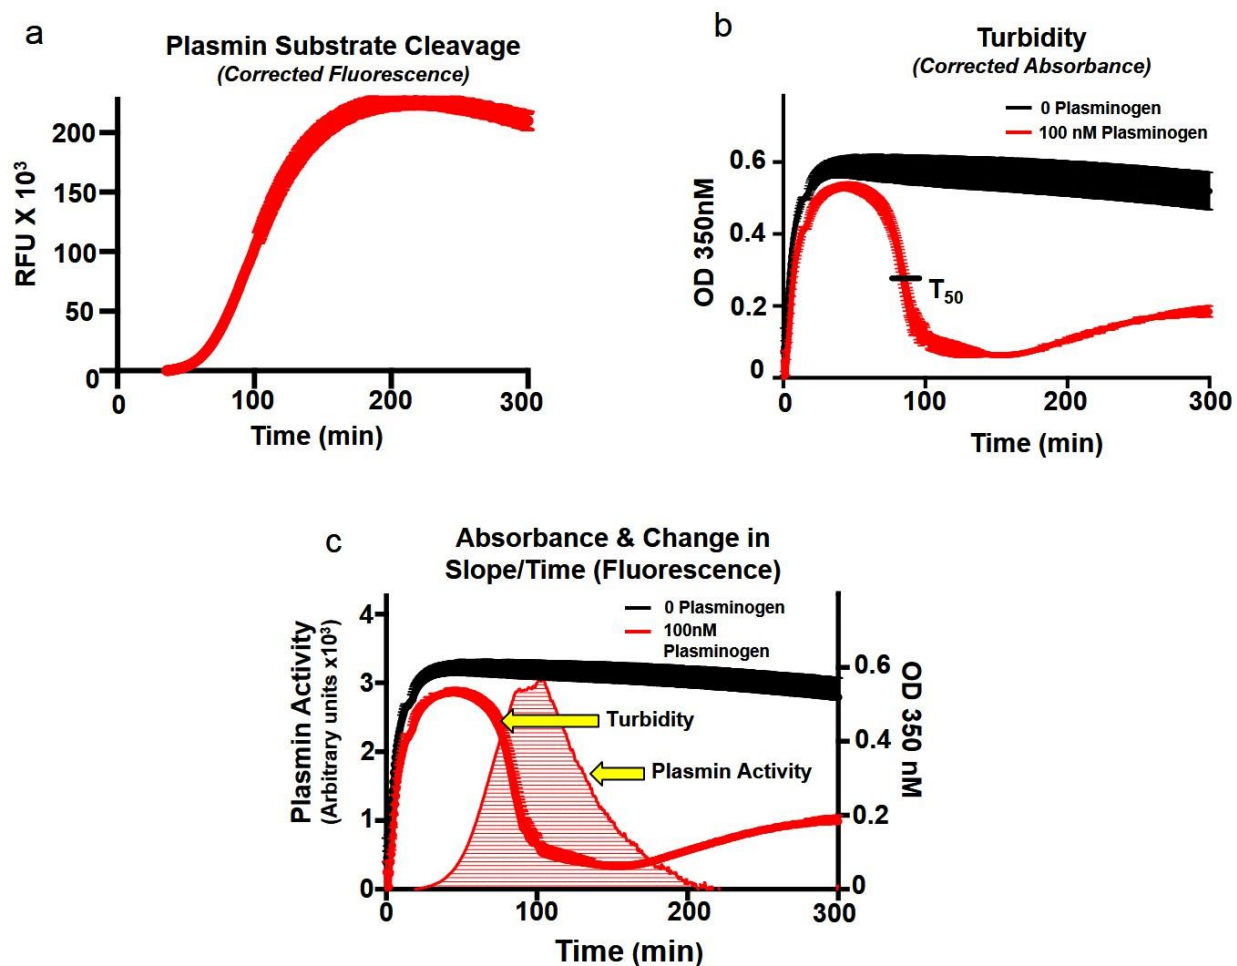 a
Plasmin Substrate Cleavage
(Corrected Fluorescence)
RFU X 10³
200
150
100
50
0
0 100 200 300
Time (min)
b
Turbidity
(Corrected Absorbance)
0 Plasminogen
100 nM Plasminogen
OD 350nM
0.6
0.4
0.2
0
T₅₀
0 100 200 300
Time (min)
c
Absorbance & Change in
Slope/Time (Fluorescence)
0 Plasminogen
100nM
Plasminogen
Plasmin Activity
(Arbitrary units x10³)
4
3
2
1
0
Turbidity
Plasmin Activity
OD 350 nM
0.6
0.4
0.2
0
0 100 200 300
Time (min)